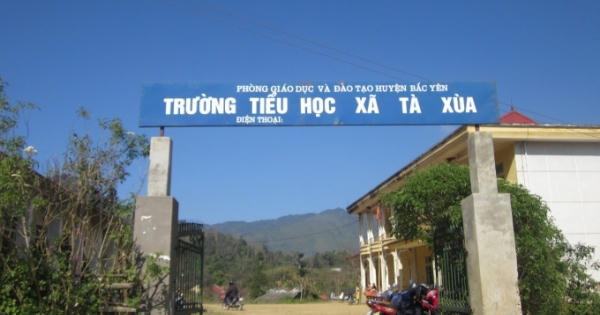 PHÒNG GIÁO DỤC VÀ ĐÀO TẠO HUYỆN BẮC YÊN
TRƯỜNG TIỂU HỌC XÃ TÀ XÙA
ĐIỆN THOẠI: